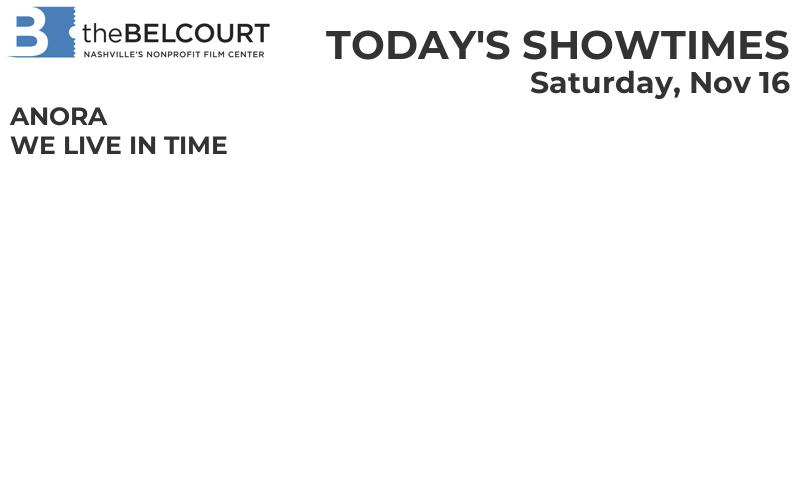 B theBELCOURT
NASHVILLE'S NONPROFIT FILM CENTER
TODAY'S SHOWTIMES
Saturday, Nov 16
ANORA
WE LIVE IN TIME